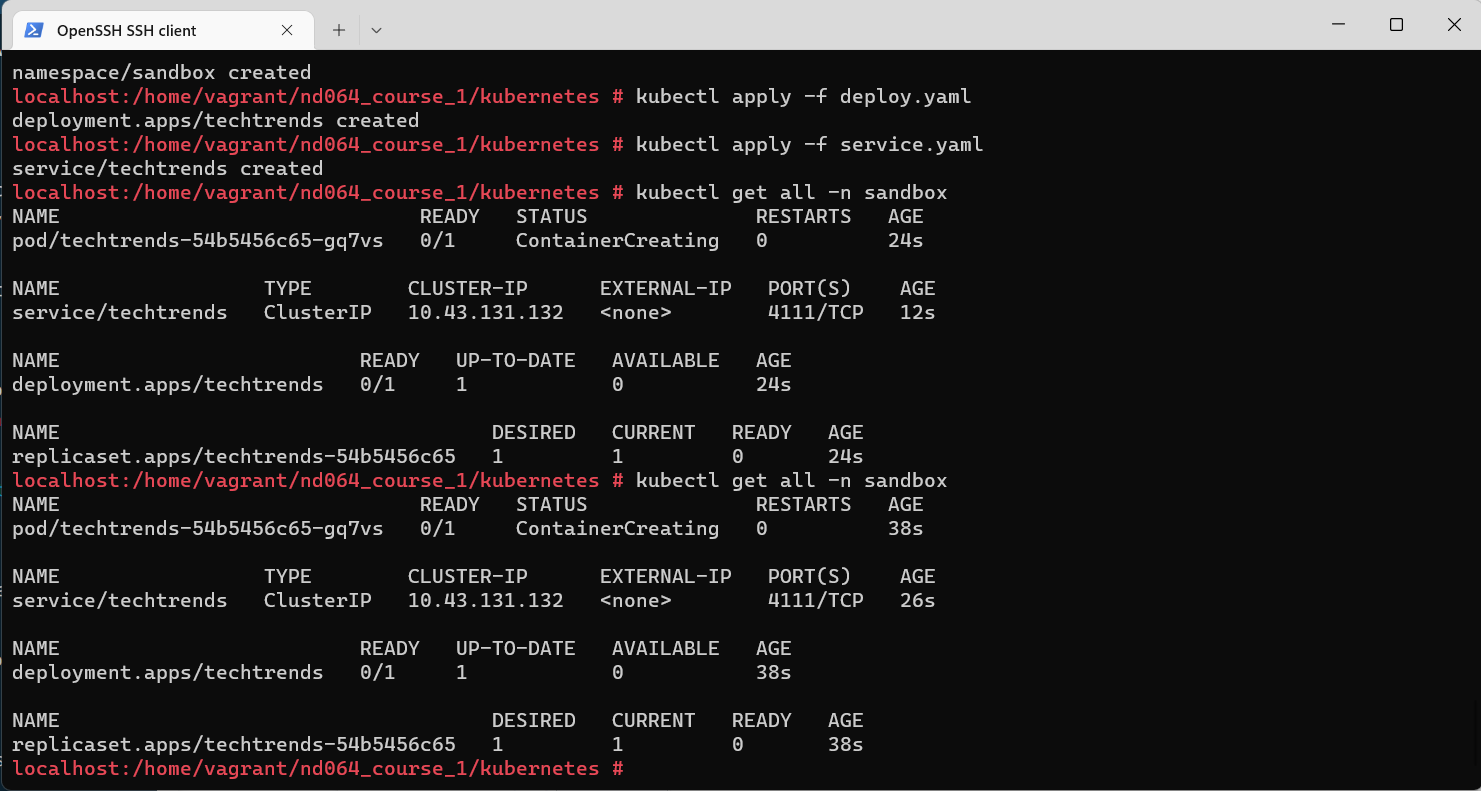 OpenSSH SSH client
namespace/sandbox created
localhost:/home/vagrant/nd064_course_1/kubernetes # kubectl apply -f deploy.yaml
deployment.apps/techtrends created
localhost:/home/vagrant/nd064_course_1/kubernetes # kubectl apply -f service.yaml
service/techtrends created
localhost:/home/vagrant/nd064_course_1/kubernetes # kubectl get all -n sandbox
NAME                                  READY   STATUS              RESTARTS   AGE
pod/techtrends-54b5456c65-gq7vs   0/1     ContainerCreating   0          24s

NAME                 TYPE        CLUSTER-IP      EXTERNAL-IP   PORT(S)    AGE
service/techtrends   ClusterIP   10.43.131.132   <none>        4111/TCP   12s

NAME                         READY   UP-TO-DATE   AVAILABLE   AGE
deployment.apps/techtrends   0/1     1            0           24s

NAME                                    DESIRED   CURRENT   READY   AGE
replicaset.apps/techtrends-54b5456c65   1         1         0       24s
localhost:/home/vagrant/nd064_course_1/kubernetes # kubectl get all -n sandbox
NAME                                  READY   STATUS              RESTARTS   AGE
pod/techtrends-54b5456c65-gq7vs   0/1     ContainerCreating   0          38s

NAME                 TYPE        CLUSTER-IP      EXTERNAL-IP   PORT(S)    AGE
service/techtrends   ClusterIP   10.43.131.132   <none>        4111/TCP   26s

NAME                         READY   UP-TO-DATE   AVAILABLE   AGE
deployment.apps/techtrends   0/1     1            0           38s

NAME                                    DESIRED   CURRENT   READY   AGE
replicaset.apps/techtrends-54b5456c65   1         1         0       38s
localhost:/home/vagrant/nd064_course_1/kubernetes #